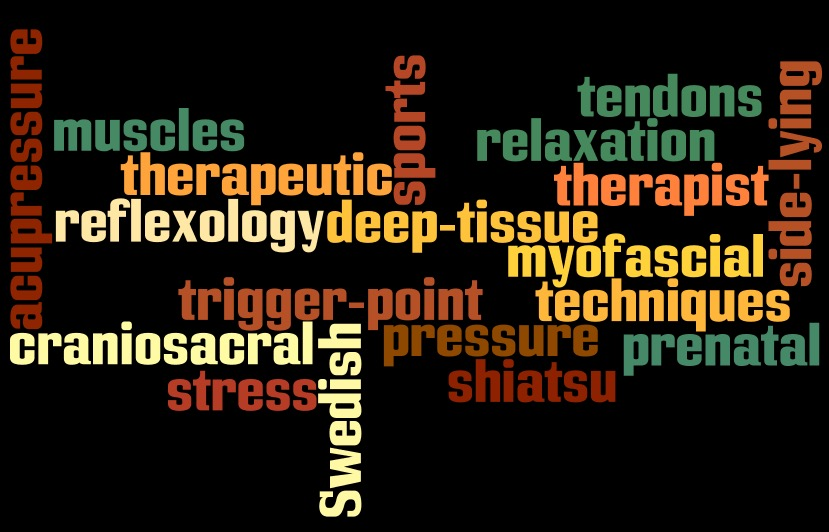 acupressure
muscles
sports
tendons
side-lying
relaxation
therapeutic
therapist
reflexology
deep-tissue
myofascial
trigger-point
techniques
craniosacral
Swedish
pressure
prenatal
stress
shiatsu